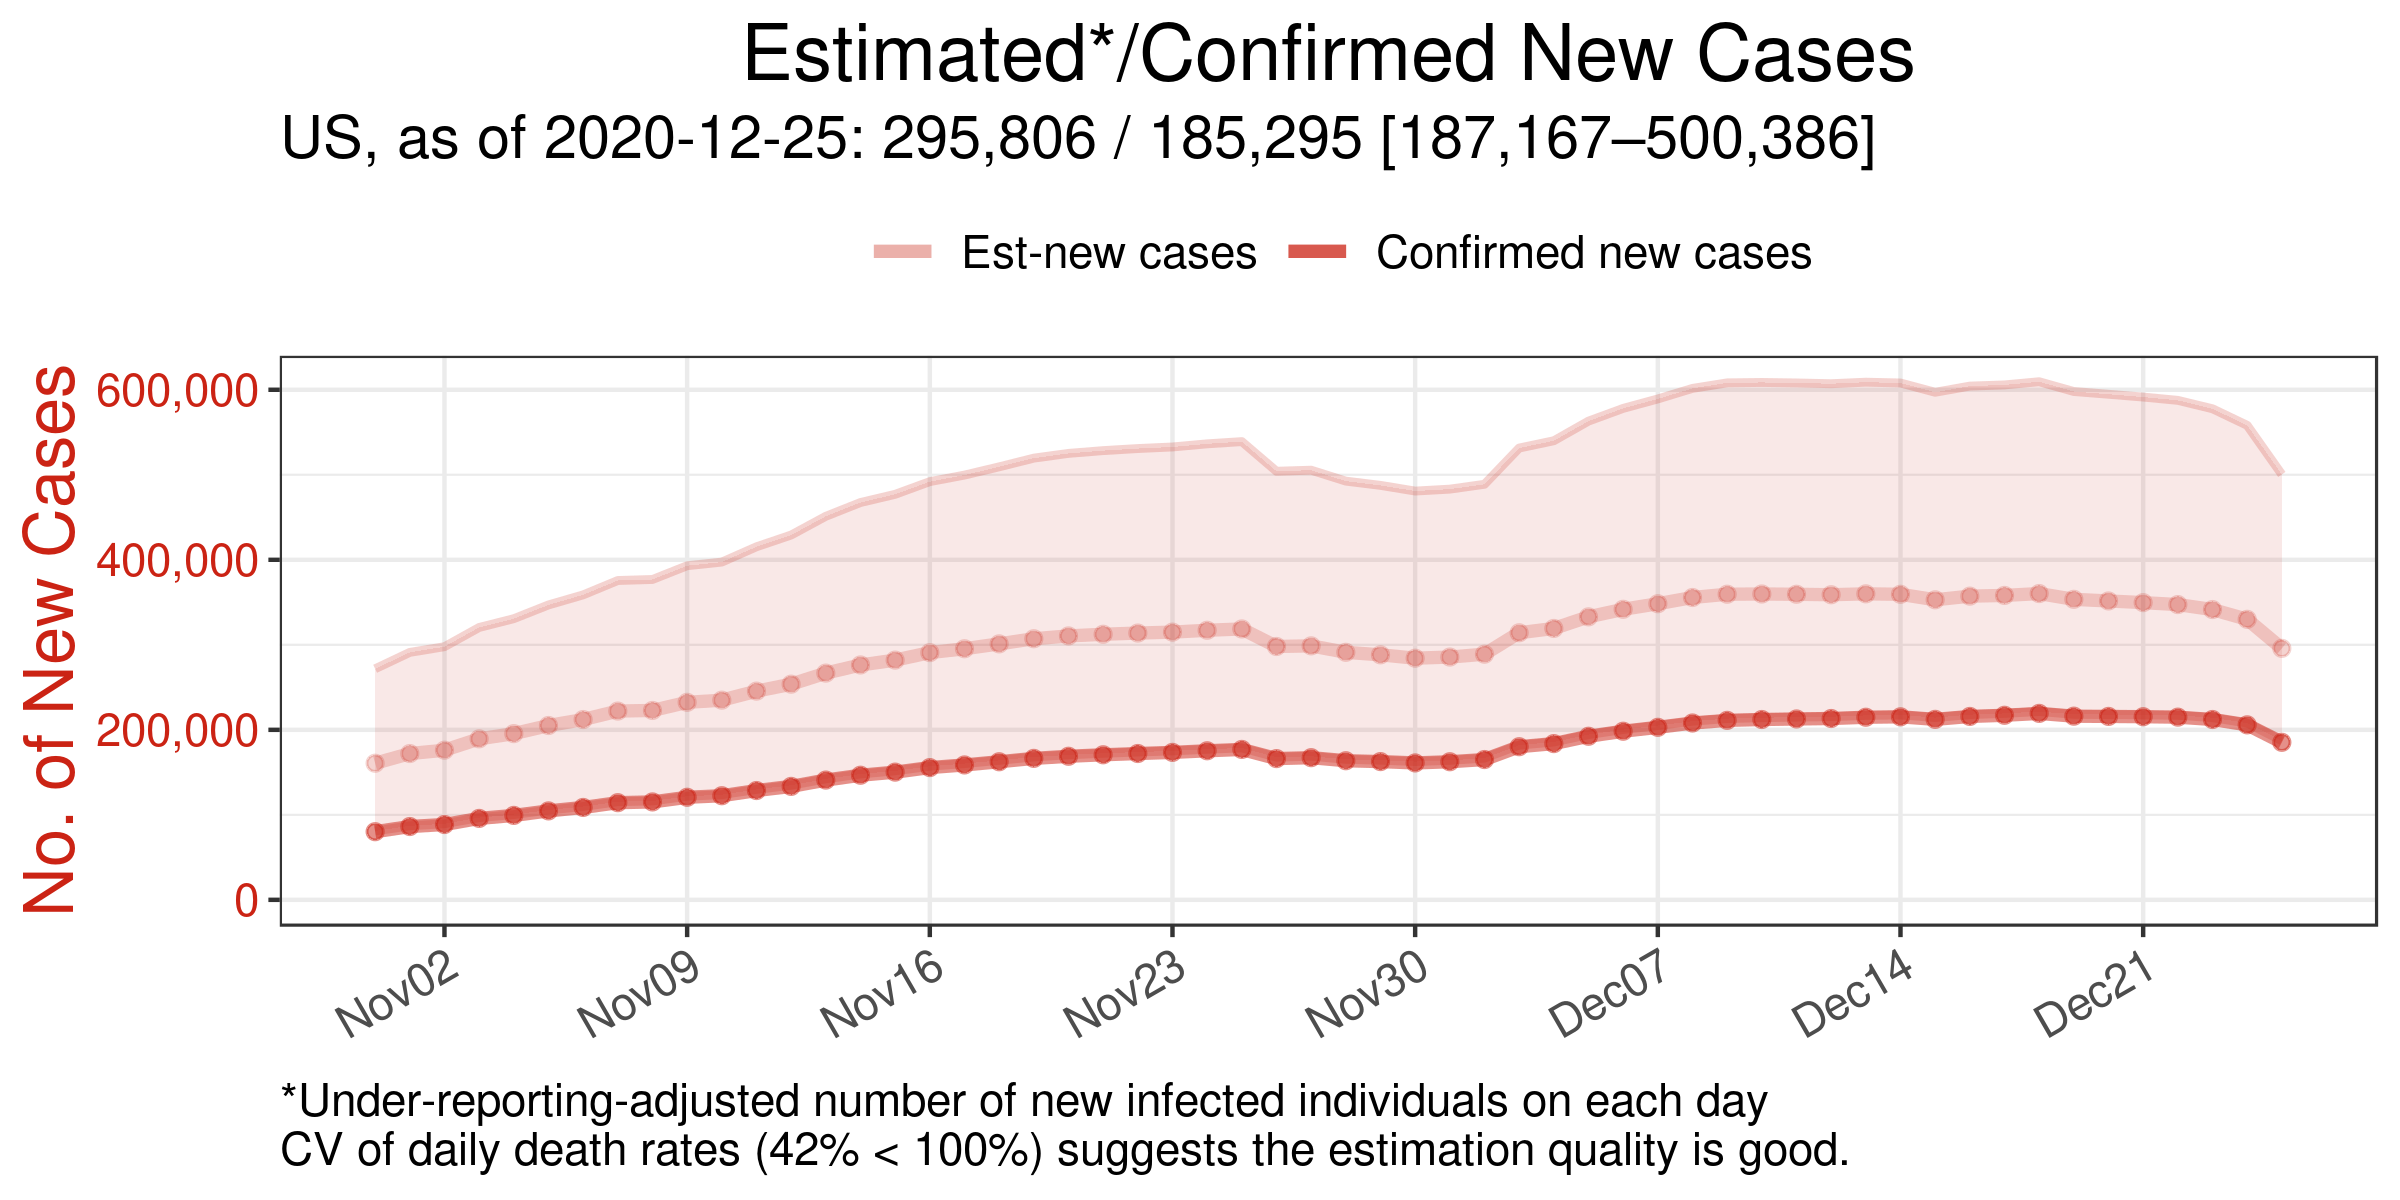 Estimated*/Confirmed New Cases
US, as of 2020-12-25: 295,806 / 185,295 [187,167–500,386]
Est-new cases Confirmed new cases
No. of New Cases
600,000
400,000
200,000
0
Nov02 Nov09 Nov16 Nov23 Nov30 Dec07 Dec14 Dec21
*Under-reporting-adjusted number of new infected individuals on each day
CV of daily death rates (42% < 100%) suggests the estimation quality is good.